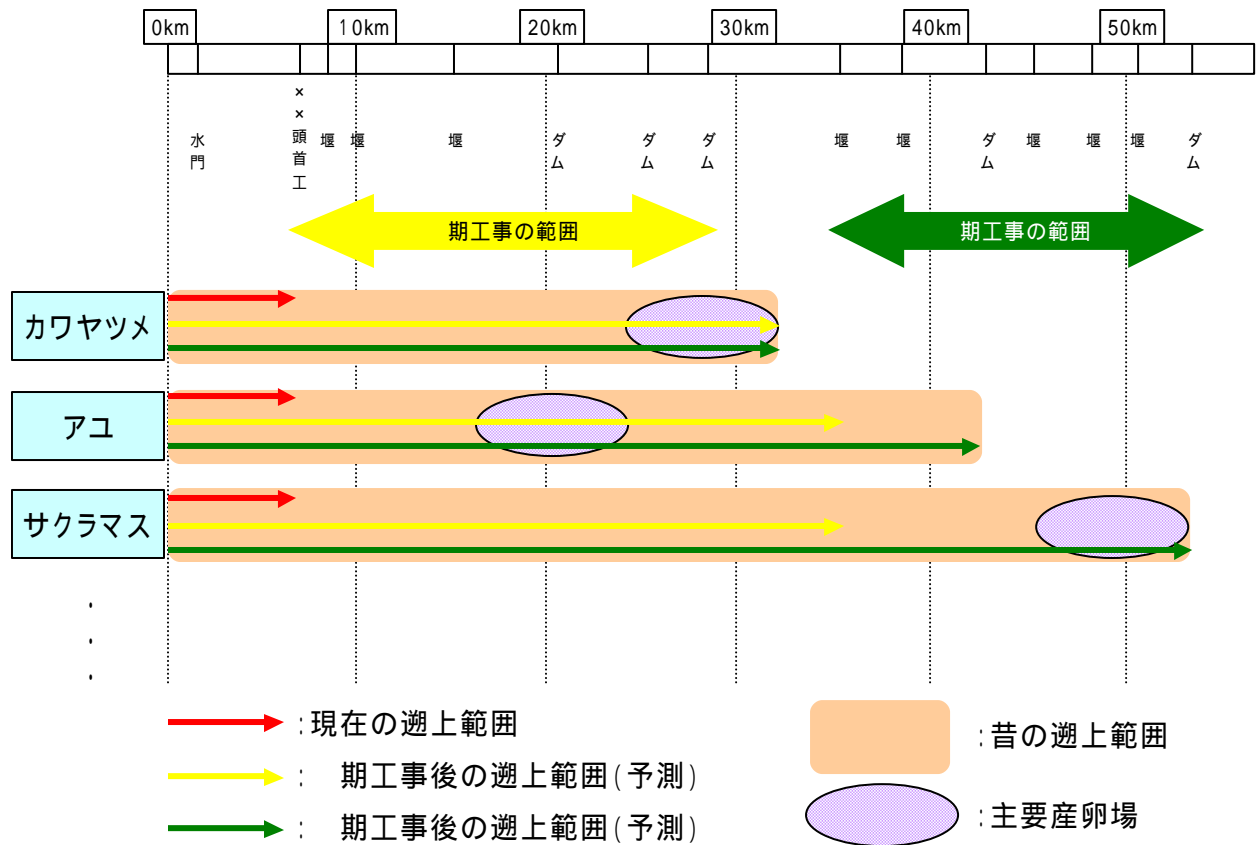 0km
10km
20km
30km
40km
50km
水門
××頭首工
堰
堰
堰
ダム
ダム
ダム
堰
堰
ダム
堰
堰
堰
ダム
期工事の範囲
期工事の範囲
カワヤツメ
アユ
サクラマス
・
・
・
:現在の遡上範囲
: 期工事後の遡上範囲(予測)
: 期工事後の遡上範囲(予測)
:昔の遡上範囲
:主要産卵場